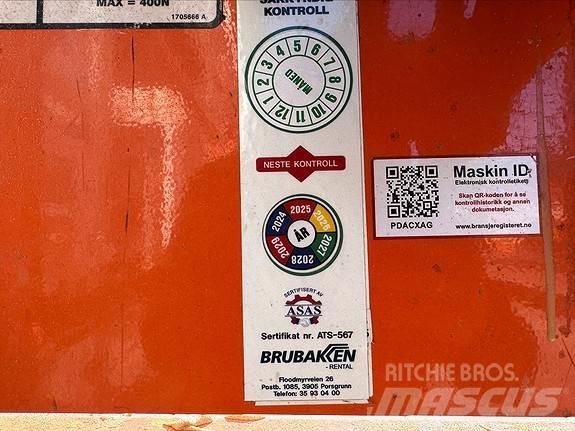 MAX = 400N
1705666 A
KONTROLL
1 2 3 4 5 6 7 8 9 10 11 12
MÅNED
NESTE KONTROLL
2024 2025 2026 2027 2028 2029
ÅR
SERTIFISERT AV
ASAS
Sertifikat nr. ATS-567
BRUBAKKEN
- RENTAL
Floodmyrveien 26
Postb. 1085, 3905 Porsgrunn
Telefon: 35 93 04 00
Maskin ID
Elektronisk kontrolletikett
Skan QR-koden for å se
kontrollhistorikk og annen
dokumetasjon.
PDACXAG
www.bransjeregisteret.no
RITCHIE BROS.
MASCUS